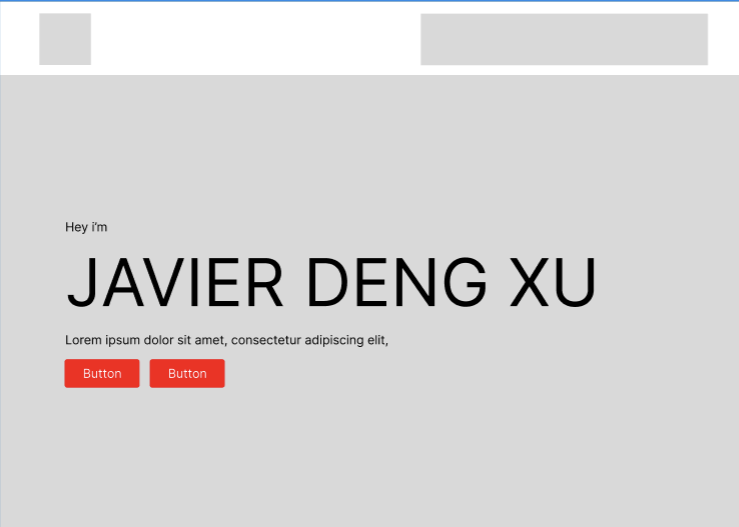 Hey i'm
JAVIER DENG XU
Lorem ipsum dolor sit amet, consectetur adipiscing elit,
Button Button